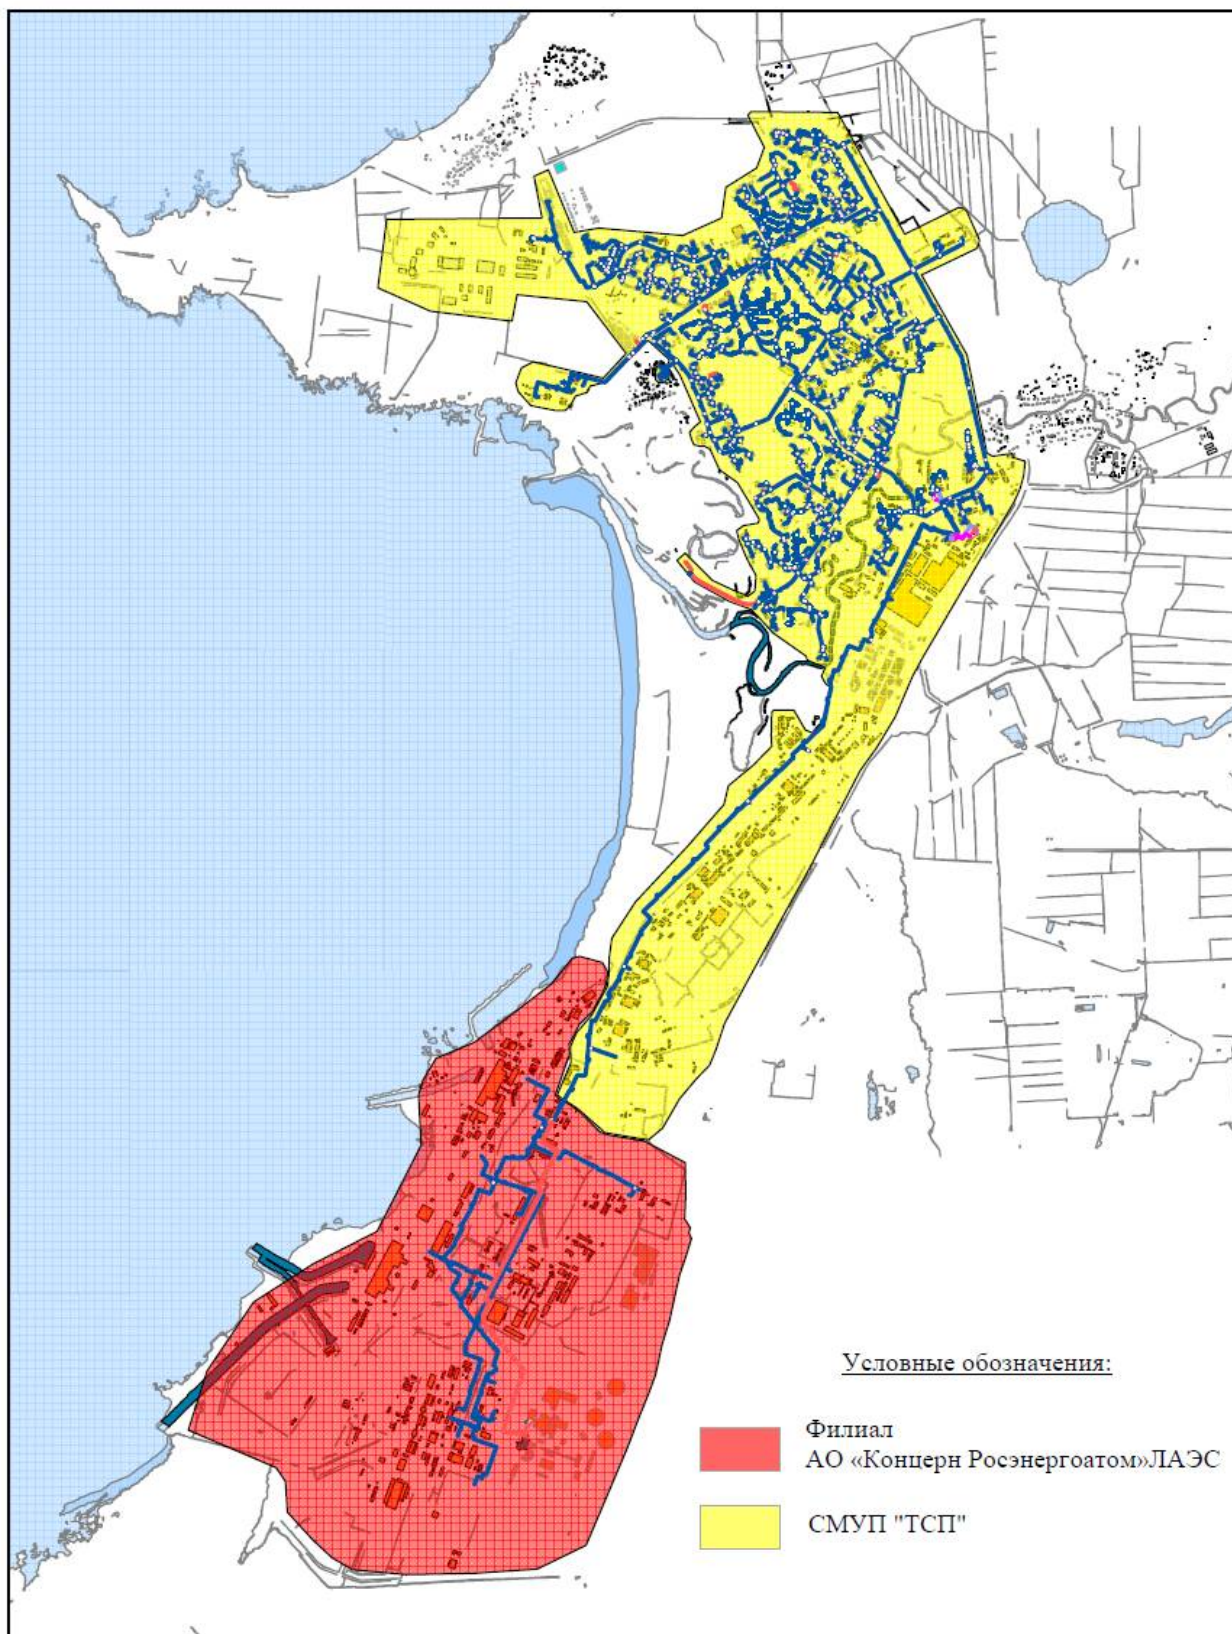 Условные обозначения:
Филиал
АО «Концерн Росэнергоатом»ЛАЭС
СМУП "ТСП"